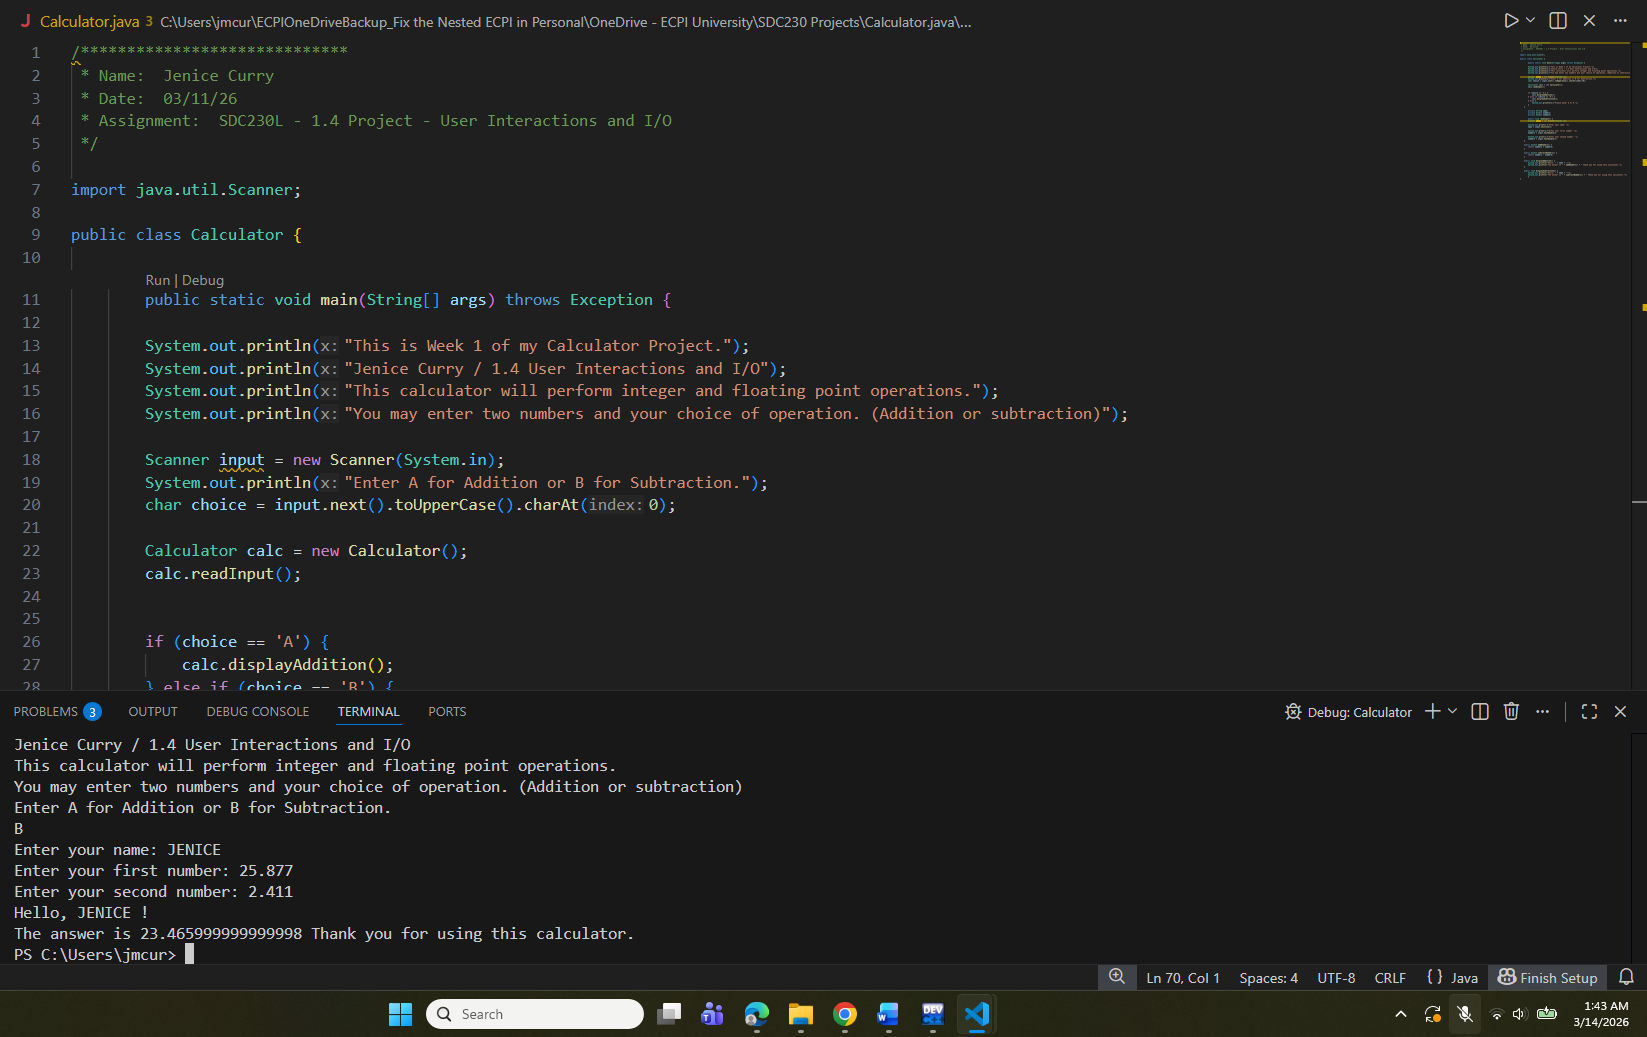 J Calculator.java 3 C:\Users\jmcur\ECPIOneDriveBackup_Fix the Nested ECPI in Personal\OneDrive - ECPI University\SDC230 Projects\Calculator.java\...
1 /*****************************
2 * Name:  Jenice Curry
3 * Date:  03/11/26
4 * Assignment:  SDC230L - 1.4 Project - User Interactions and I/O
5 */
6
7 import java.util.Scanner;
8
9 public class Calculator {
10
Run | Debug
11 public static void main(String[] args) throws Exception {
12
13 System.out.println(x: "This is Week 1 of my Calculator Project.");
14 System.out.println(x: "Jenice Curry / 1.4 User Interactions and I/O");
15 System.out.println(x: "This calculator will perform integer and floating point operations.");
16 System.out.println(x: "You may enter two numbers and your choice of operation. (Addition or subtraction)");
17
18 Scanner input = new Scanner(System.in);
19 System.out.println(x: "Enter A for Addition or B for Subtraction.");
20 char choice = input.next().toUpperCase().charAt(index: 0);
21
22 Calculator calc = new Calculator();
23 calc.readInput();
24
25
26 if (choice == 'A') {
27 calc.displayAddition();
28 } else if (choice == 'B') {
PROBLEMS 3 OUTPUT DEBUG CONSOLE TERMINAL PORTS Debug: Calculator
Jenice Curry / 1.4 User Interactions and I/O
This calculator will perform integer and floating point operations.
You may enter two numbers and your choice of operation. (Addition or subtraction)
Enter A for Addition or B for Subtraction.
B
Enter your name: JENICE
Enter your first number: 25.877
Enter your second number: 2.411
Hello, JENICE !
The answer is 23.465999999999998 Thank you for using this calculator.
PS C:\Users\jmcur>
Ln 70, Col 1 Spaces: 4 UTF-8 CRLF {} Java Finish Setup
Search DEV 1:43 AM
3/14/2026